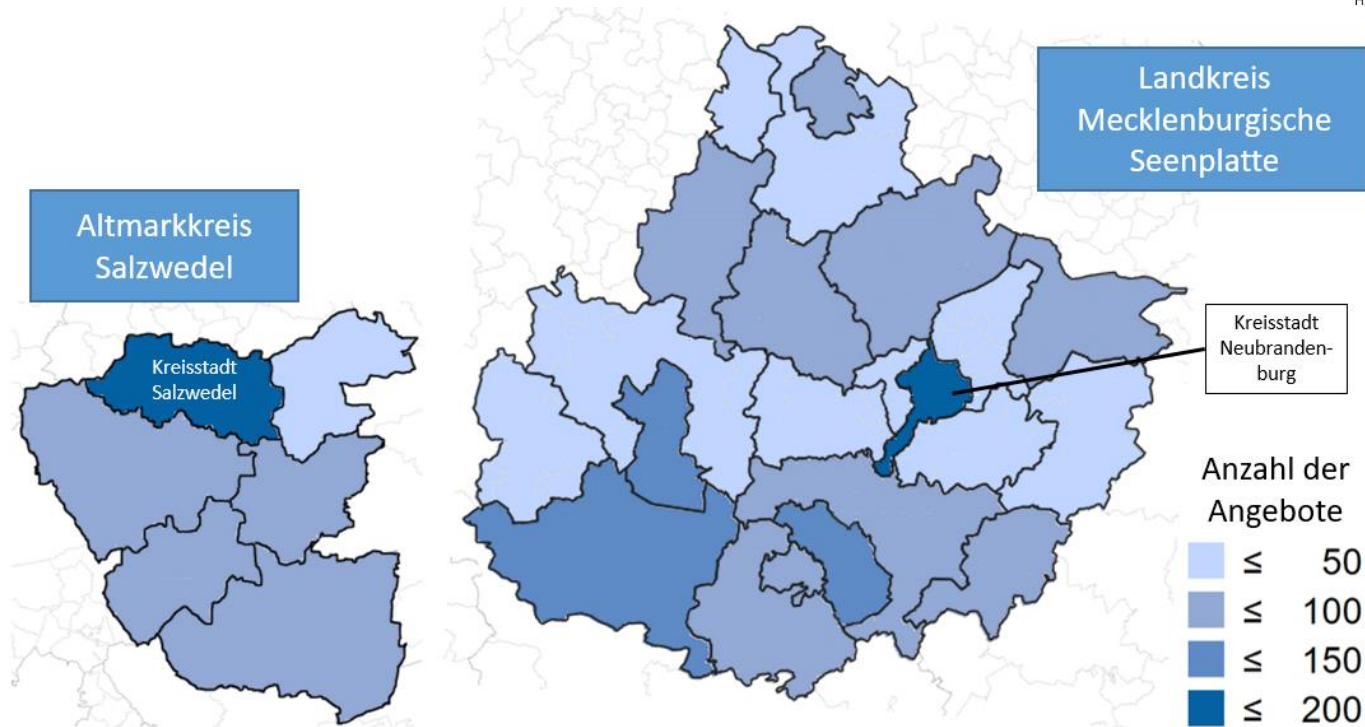 H
Landkreis
Mecklenburgische
Seenplatte
Altmarkkreis
Salzwedel
Kreisstadt
Salzwedel
Kreisstadt
Neubranden-
burg
Anzahl der
Angebote
≤ 50
≤ 100
≤ 150
≤ 200